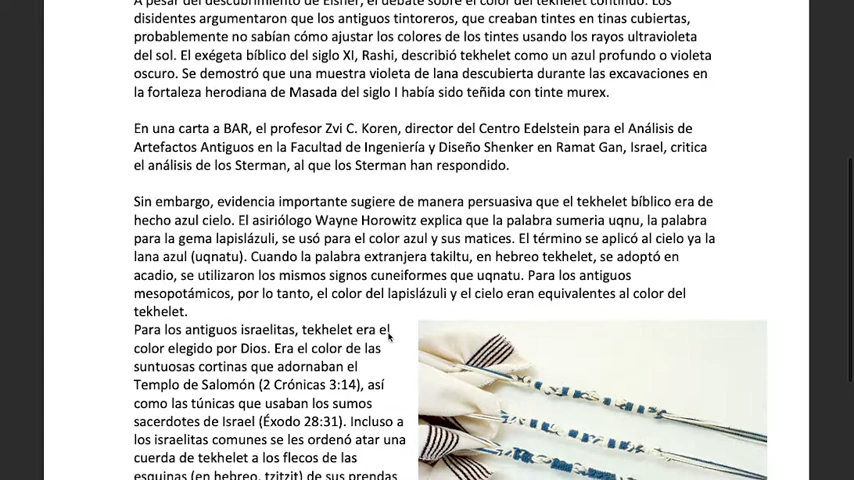 A pesar del descubrimiento de Elsner, el debate sobre el color del tekhelet continuó. Los
disidentes argumentaron que los antiguos tintoreros, que creaban tintes en tinas cubiertas,
probablemente no sabían cómo ajustar los colores de los tintes usando los rayos ultravioleta
del sol. El exégeta bíblico del siglo XI, Rashi, describió tekhelet como un azul profundo o violeta
oscuro. Se demostró que una muestra violeta de lana descubierta durante las excavaciones en
la fortaleza herodiana de Masada del siglo I había sido teñida con tinte murex.
En una carta a BAR, el profesor Zvi C. Koren, director del Centro Edelstein para el Análisis de
Artefactos Antiguos en la Facultad de Ingeniería y Diseño Shenker en Ramat Gan, Israel, critica
el análisis de los Sterman, al que los Sterman han respondido.
Sin embargo, evidencia importante sugiere de manera persuasiva que el tekhelet bíblico era de
hecho azul cielo. El asiriólogo Wayne Horowitz explica que la palabra sumeria uqnu, la palabra
para la gema lapislázuli, se usó para el color azul y sus matices. El término se aplicó al cielo ya la
lana azul (uqnatu). Cuando la palabra extranjera takiltu, en hebreo tekhelet, se adoptó en
acadio, se utilizaron los mismos signos cuneiformes que uqnatu. Para los antiguos
mesopotámicos, por lo tanto, el color del lapislázuli y el cielo eran equivalentes al color del
tekhelet.
Para los antiguos israelitas, tekhelet era el
color elegido por Dios. Era el color de las
suntuosas cortinas que adornaban el
Templo de Salomón (2 Crónicas 3:14), así
como las túnicas que usaban los sumos
sacerdotes de Israel (Éxodo 28:31). Incluso a
los israelitas comunes se les ordenó atar una
cuerda de tekhelet a los flecos de las
esquinas (en hebreo, tzitzit) de sus prendas